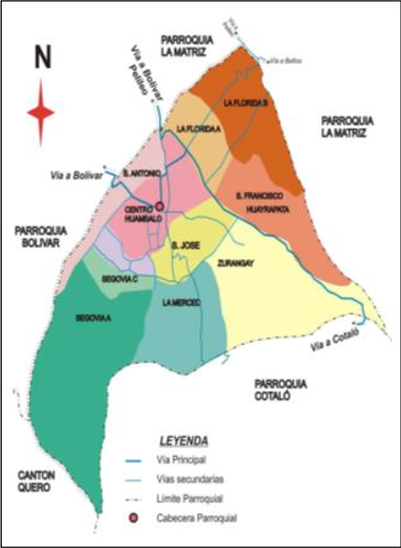 N
PARROQUIA
LA MATRIZ
Vía a
Pelileo
Vía a Bolívar
Pelileo
LA FLORIDA B
LA FLORIDA A
PARROQUIA
LA MATRIZ
S. ANTONIO
Vía a Bolívar
S. FRANCISCO
HUAYRAPATA
CENTRO
HUAMBALO
PARROQUIA
BOLIVAR
S. JOSE
ZURANGAY
SEGOVIA C
LA MERCED
SEGOVIA A
Vía a Cotaló
PARROQUIA
COTALÓ
LEYENDA
Vía Principal
Vías secundarias
Límite Parroquial
Cabecera Parroquial
CANTON
QUERO